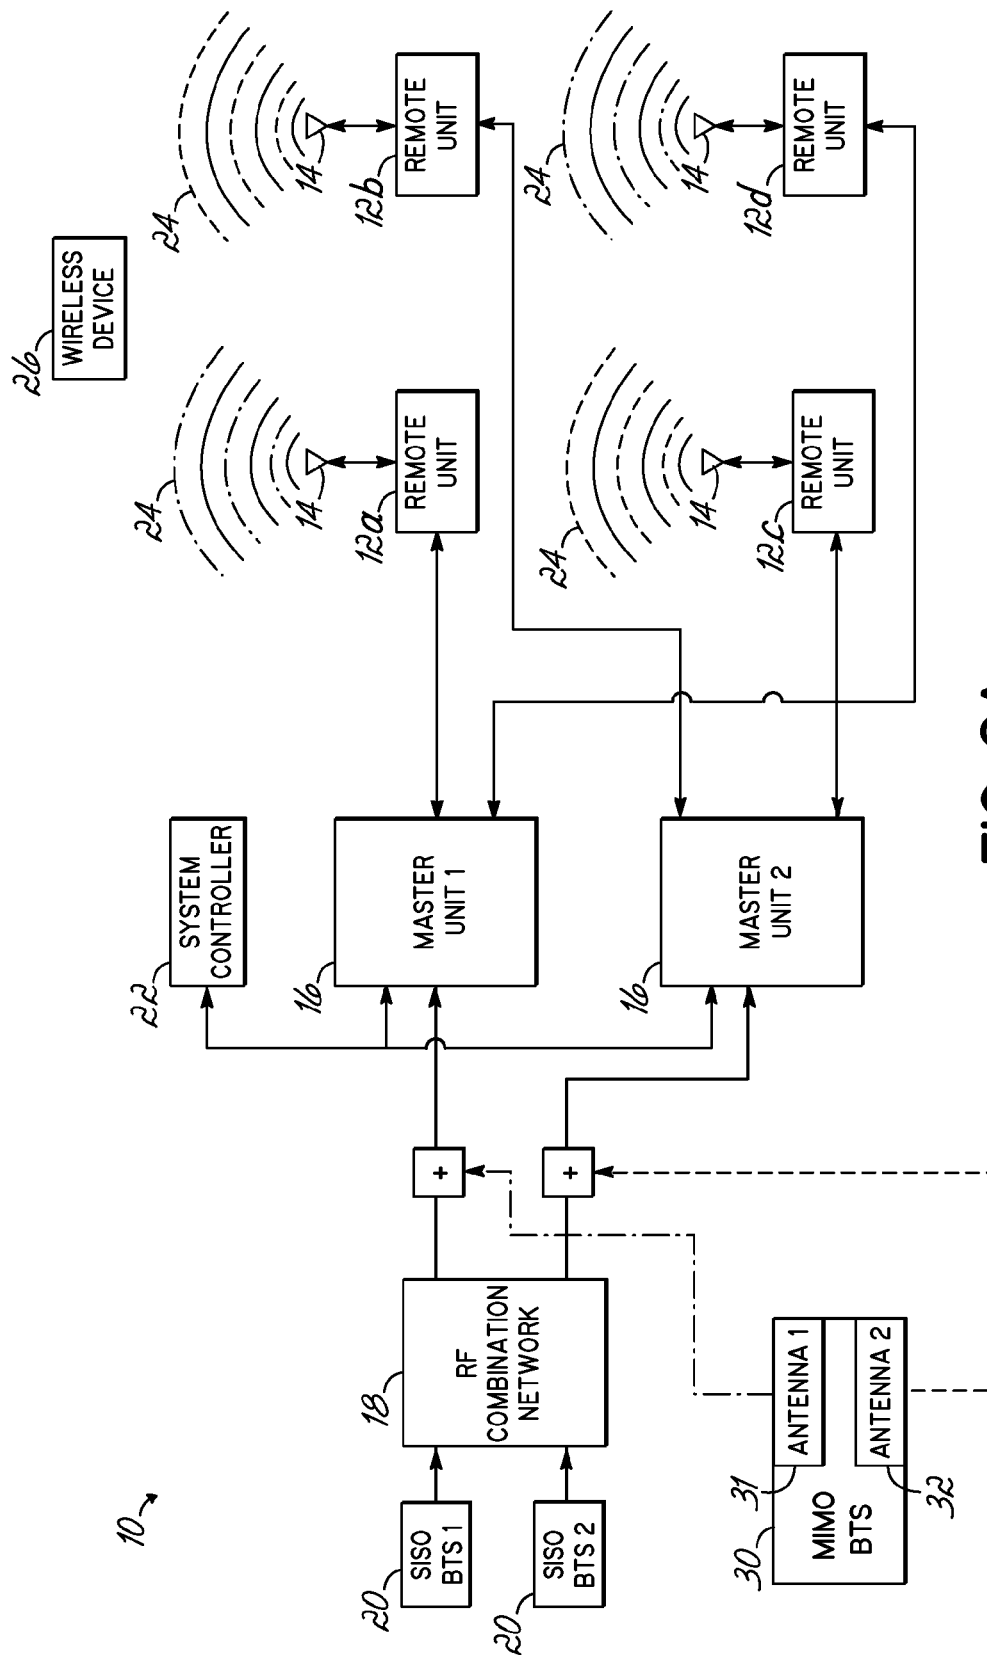 10
20
SISO
BTS 1
20
SISO
BTS 2
18
RF
COMBINATION
NETWORK
30
MIMO
BTS
31
ANTENNA 1
ANTENNA 2
32
+
+
22
SYSTEM
CONTROLLER
16
MASTER
UNIT 1
16
MASTER
UNIT 2
26
WIRELESS
DEVICE
24
14
12a
REMOTE
UNIT
24
14
12b
REMOTE
UNIT
24
14
12c
REMOTE
UNIT
24
14
12d
REMOTE
UNIT